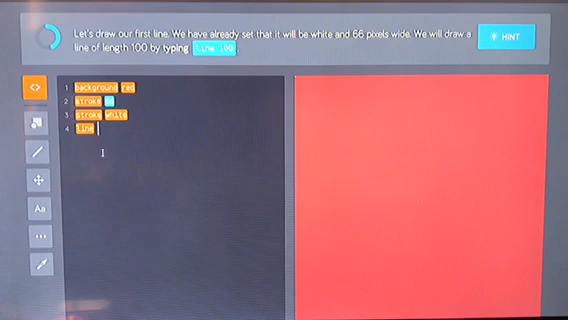 Let's draw our first line. We have already set that it will be white and 66 pixels wide. We will draw a
line of length 100 by typing line 100.
HINT
<>
1 background red
2 stroke 66
3 stroke white
4 line
Aa